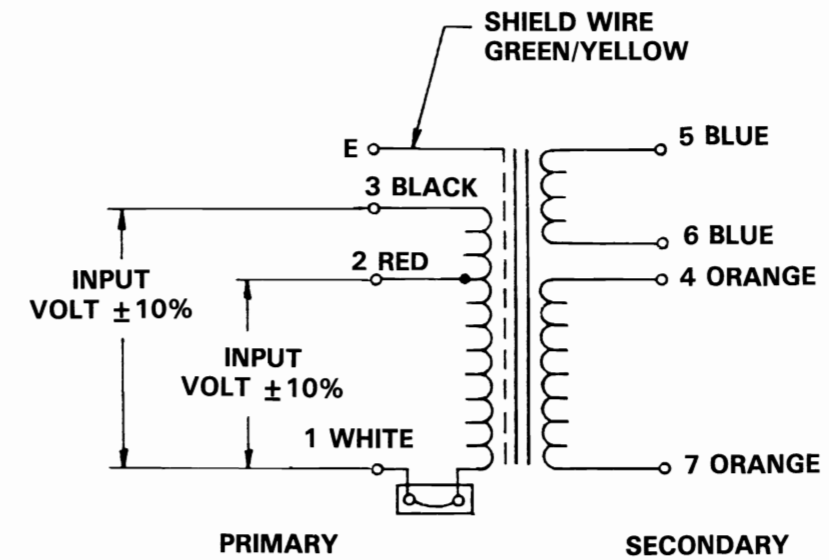 SHIELD WIRE
GREEN/YELLOW
E
5 BLUE
3 BLACK
6 BLUE
2 RED
4 ORANGE
INPUT
VOLT ±10%
INPUT
VOLT ±10%
1 WHITE
7 ORANGE
PRIMARY
SECONDARY